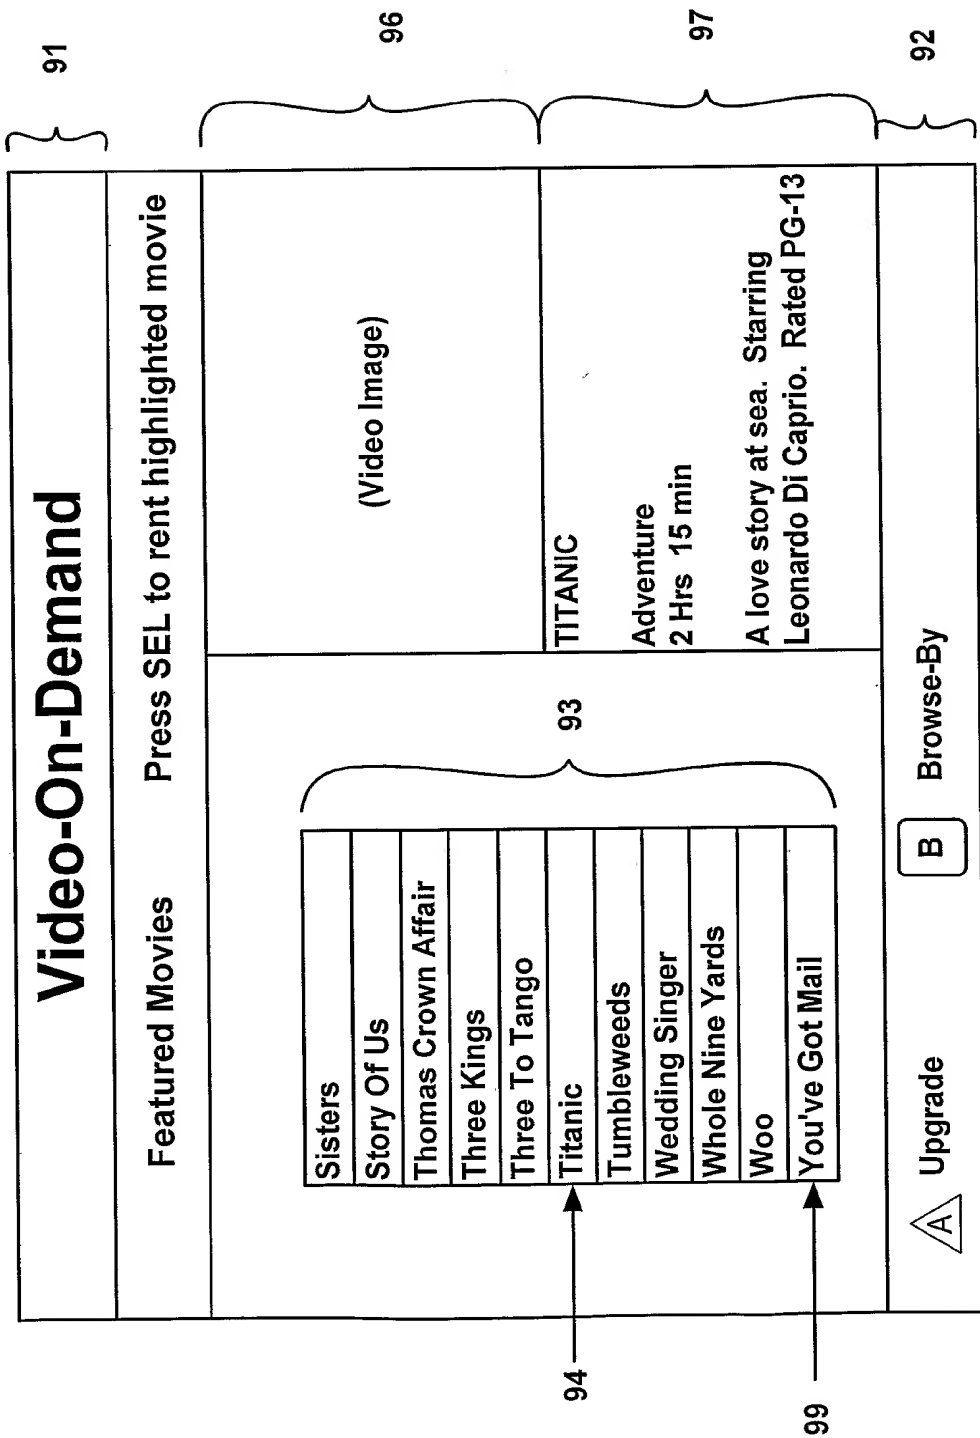 Video-On-Demand
91
Featured Movies Press SEL to rent highlighted movie
Sisters
Story Of Us
Thomas Crown Affair
Three Kings
Three To Tango
Titanic
Tumbleweeds
Wedding Singer
Whole Nine Yards
Woo
You've Got Mail
93
94
99
(Video Image)
96
TITANIC
Adventure
2 Hrs 15 min
A love story at sea. Starring
Leonardo Di Caprio. Rated PG-13
97
A Upgrade B Browse-By
92